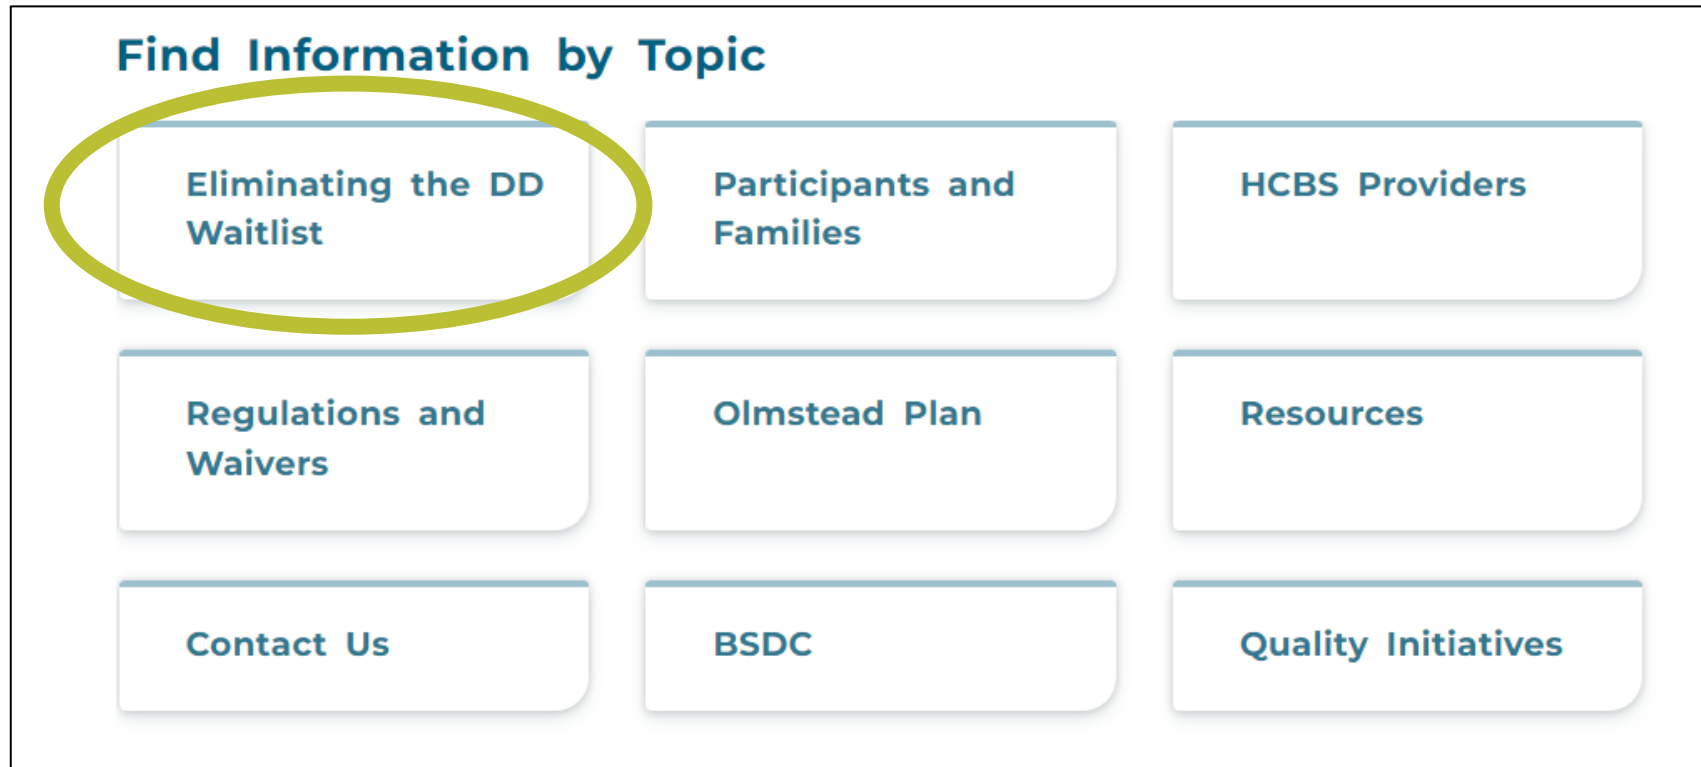 Find Information by Topic
Eliminating the DD
Waitlist
Participants and
Families
HCBS Providers
Regulations and
Waivers
Olmstead Plan
Resources
Contact Us
BSDC
Quality Initiatives